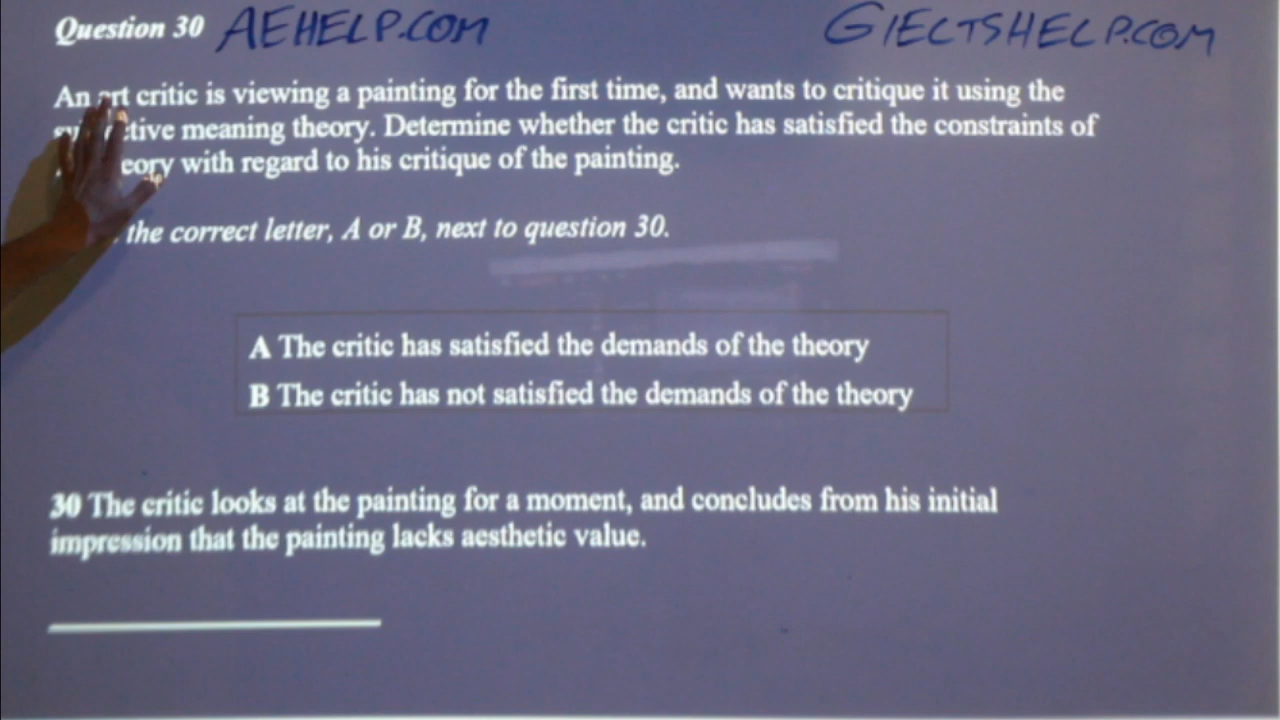 Question 30 AEHELP.COM GIELTSHELP.COM
An art critic is viewing a painting for the first time, and wants to critique it using the
meaning theory. Determine whether the critic has satisfied the constraints of
with regard to his critique of the painting.
the correct letter, A or B, next to question 30.
A The critic has satisfied the demands of the theory
B The critic has not satisfied the demands of the theory
30 The critic looks at the painting for a moment, and concludes from his initial
impression that the painting lacks aesthetic value.